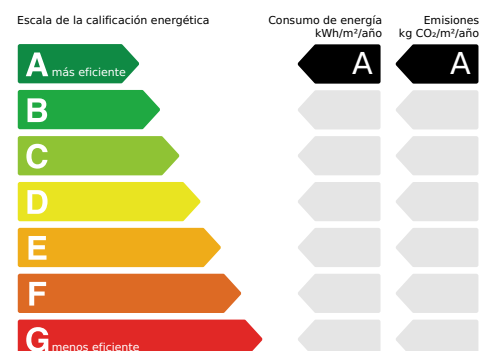 Escala de la calificación energética
Consumo de energía
kWh/m²/año
Emisiones
kg CO₂/m²/año
A más eficiente
A
A
B
C
D
E
F
G menos eficiente